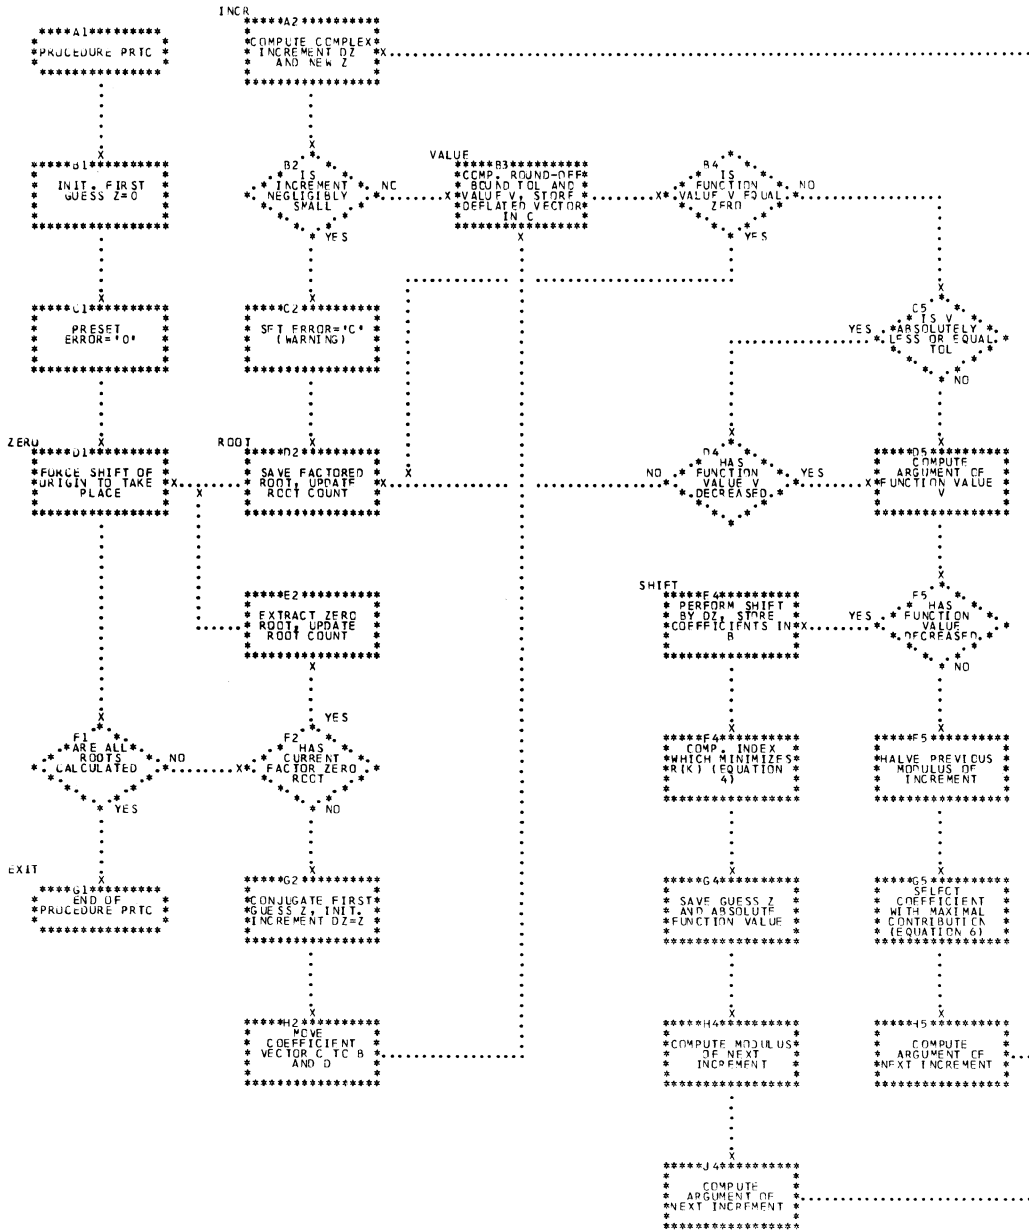 A1
PROCEDURE PRTC
INCR
A2
COMPUTE COMPLEX
INCREMENT DZ
AND NEW Z
B1
INIT. FIRST
GUESS Z=0
B2
IS
INCREMENT
NEGLIGIBLY
SMALL
NO
YES
VALUE
B3
COMP. ROUND-OFF
BOUND TOL AND
VALUE V, STORE
DEFLATED VECTOR
IN C
B4
IS
FUNCTION
VALUE V EQUAL
ZERO
NO
YES
C1
PRESET
ERROR='0'
C2
SET ERROR='C'
(WARNING)
C5
IS V
ABSOLUTELY
LESS OR EQUAL
TOL
YES
NO
ZERO
D1
FORCE SHIFT OF
ORIGIN TO TAKE
PLACE
ROOT
D2
SAVE FACTORED
ROOT, UPDATE
ROOT COUNT
D4
HAS
FUNCTION
VALUE V
DECREASED
NO
YES
D5
COMPUTE
ARGUMENT OF
FUNCTION VALUE
V
E2
EXTRACT ZERO
ROOT, UPDATE
ROOT COUNT
SHIFT
E4
PERFORM SHIFT
BY DZ, STORE
COEFFICIENTS IN
B
E5
HAS
FUNCTION
VALUE
DECREASED
YES
NO
F1
ARE ALL
ROOTS
CALCULATED
NO
YES
F2
HAS
CURRENT
FACTOR ZERO
ROOT
YES
NO
F4
COMP. INDEX
WHICH MINIMIZES
R(K) (EQUATION
4)
F5
HALVE PREVIOUS
MODULUS OF
INCREMENT
EXIT
G1
END OF
PROCEDURE PRTC
G2
CONJUGATE FIRST
GUESS Z, INIT.
INCREMENT DZ=Z
G4
SAVE GUESS Z
AND ABSOLUTE
FUNCTION VALUE
G5
SELECT
COEFFICIENT
WITH MAXIMAL
CONTRIBUTION
(EQUATION 6)
H2
MOVE
COEFFICIENT
VECTOR C TO B
AND D
H4
COMPUTE MODULUS
OF NEXT
INCREMENT
H5
COMPUTE
ARGUMENT OF
NEXT INCREMENT
J4
COMPUTE
ARGUMENT OF
NEXT INCREMENT